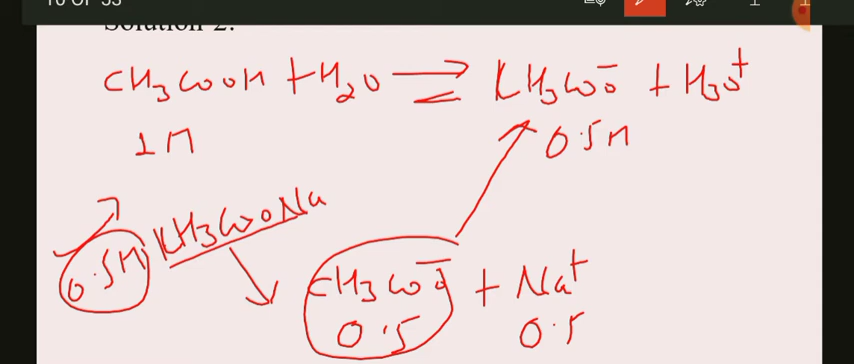 Solution 2:
CH3COOH + H2O ⇌ CH3COO⁻ + H3O⁺
1M 0.5M
0.5M CH3COONa
CH3COO⁻ + Na⁺
0.5 0.5